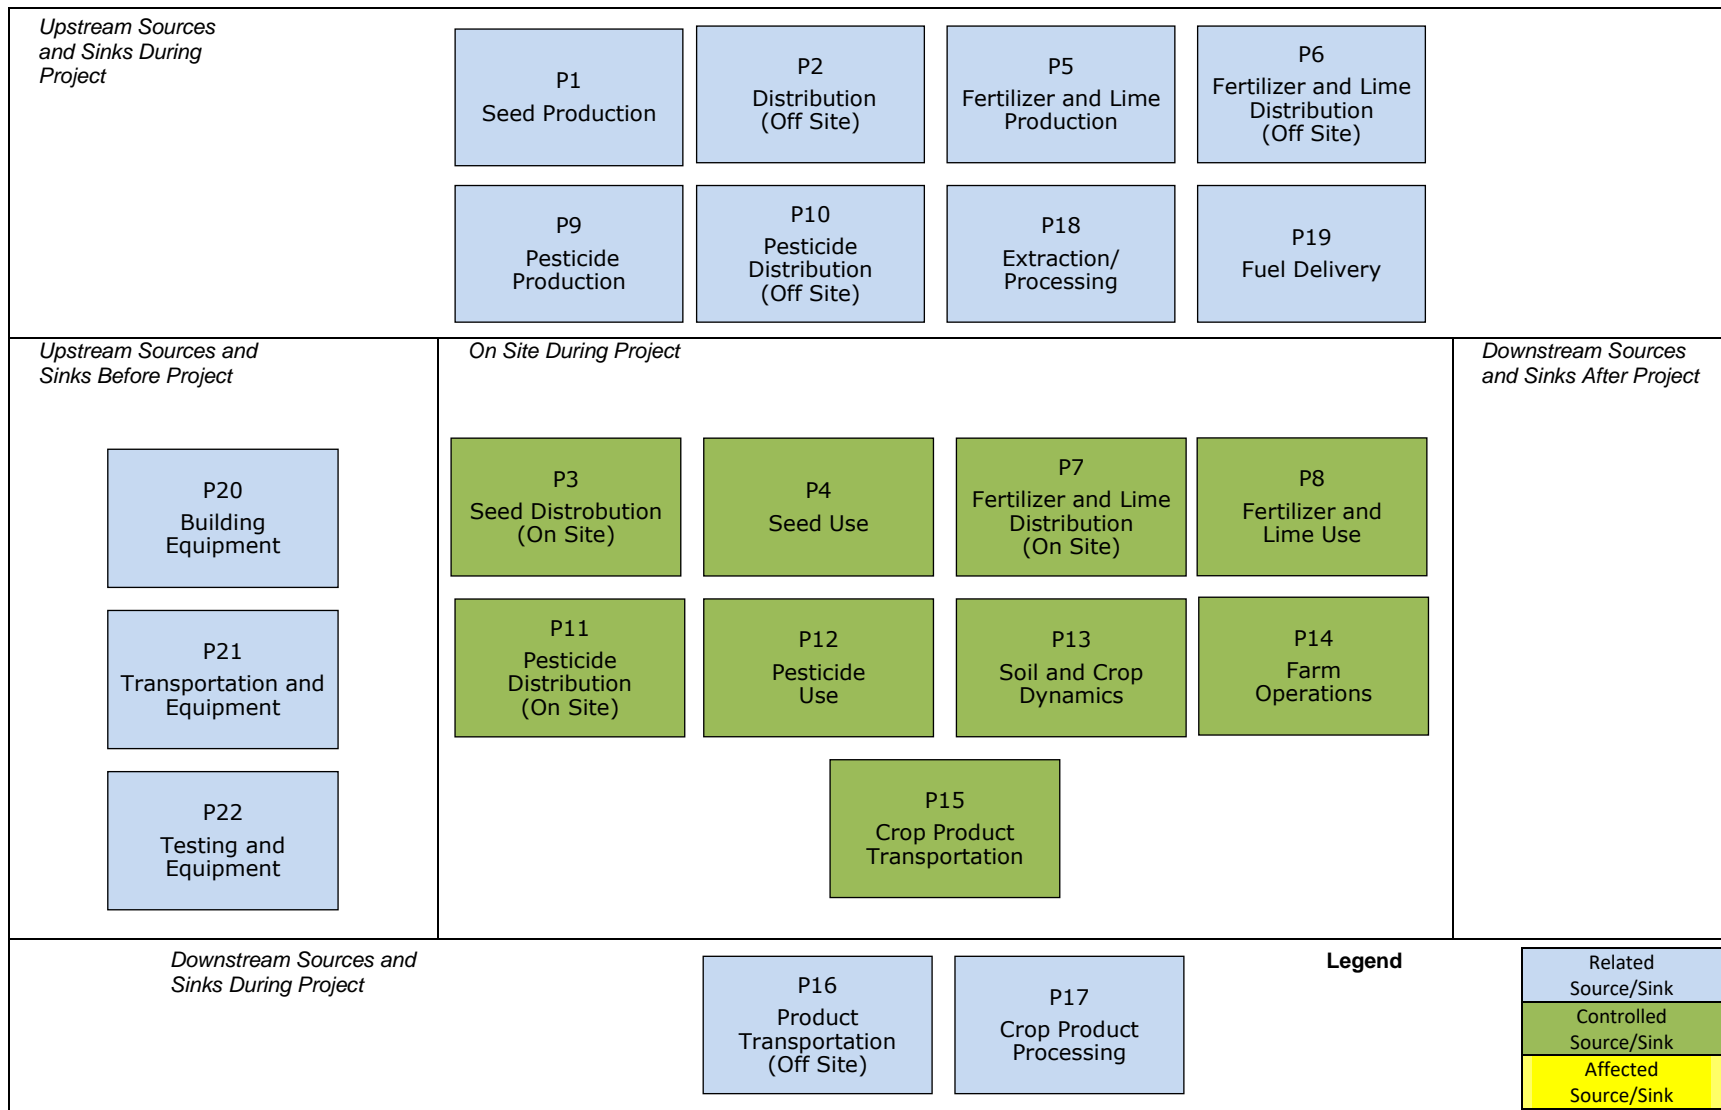 Upstream Sources
and Sinks During
Project
P1
Seed Production
P2
Distribution
(Off Site)
P5
Fertilizer and Lime
Production
P6
Fertilizer and Lime
Distribution
(Off Site)
P9
Pesticide
Production
P10
Pesticide
Distribution
(Off Site)
P18
Extraction/
Processing
P19
Fuel Delivery
Upstream Sources and
Sinks Before Project
P20
Building
Equipment
P21
Transportation and
Equipment
P22
Testing and
Equipment
On Site During Project
P3
Seed Distrobution
(On Site)
P4
Seed Use
P7
Fertilizer and Lime
Distribution
(On Site)
P8
Fertilizer and
Lime Use
P11
Pesticide
Distribution
(On Site)
P12
Pesticide
Use
P13
Soil and Crop
Dynamics
P14
Farm
Operations
P15
Crop Product
Transportation
Downstream Sources
and Sinks After Project
Downstream Sources and
Sinks During Project
P16
Product
Transportation
(Off Site)
P17
Crop Product
Processing
Legend
Related
Source/Sink
Controlled
Source/Sink
Affected
Source/Sink